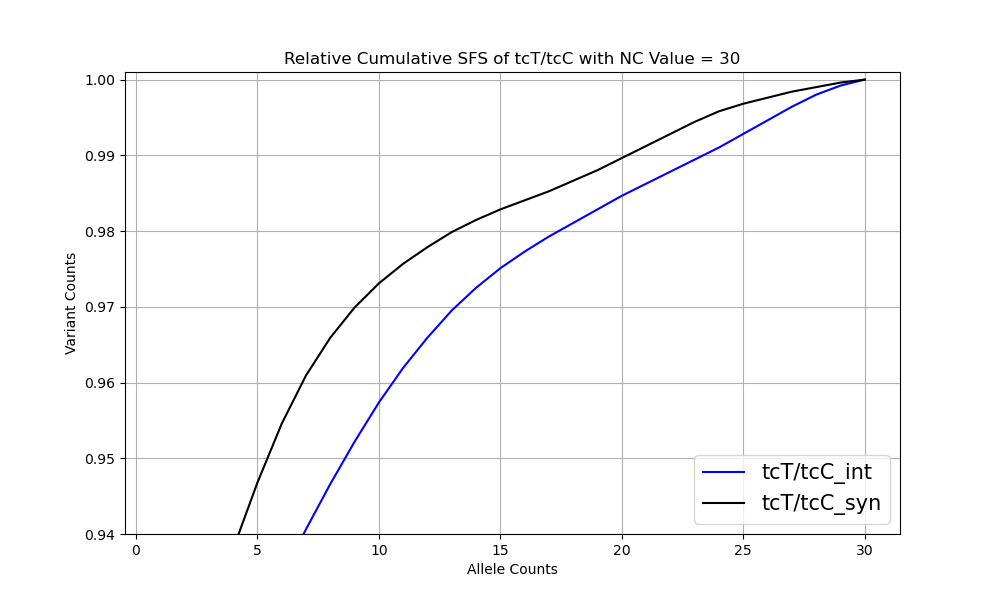 Relative Cumulative SFS of tcT/tcC with NC Value = 30
1.00
0.99
0.98
0.97
0.96
0.95
0.94
Variant Counts
tcT/tcC_int
tcT/tcC_syn
0 5 10 15 20 25 30
Allele Counts